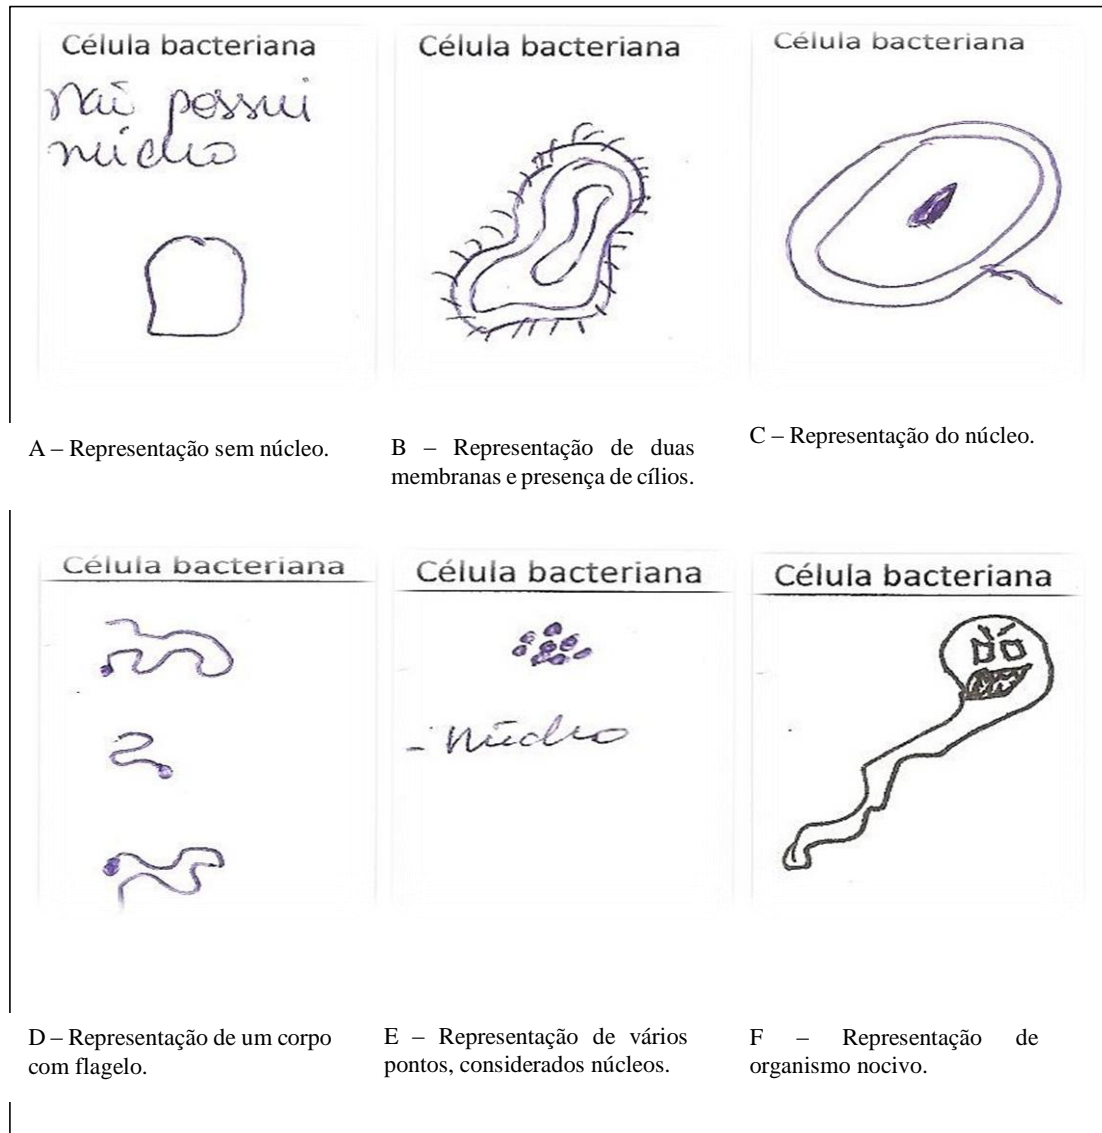 Célula bacteriana
Não possui
núcleo
A – Representação sem núcleo.
Célula bacteriana
B – Representação de duas
membranas e presença de cílios.
Célula bacteriana
C – Representação do núcleo.
Célula bacteriana
D – Representação de um corpo
com flagelo.
Célula bacteriana
- Núcleo
E – Representação de vários
pontos, considerados núcleos.
Célula bacteriana
F – Representação de
organismo nocivo.